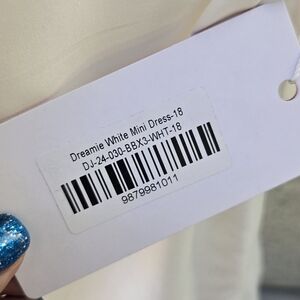 Dreamie White Mini Dress-18
DJ-24-030-BBX3-WHT-18
9879981011